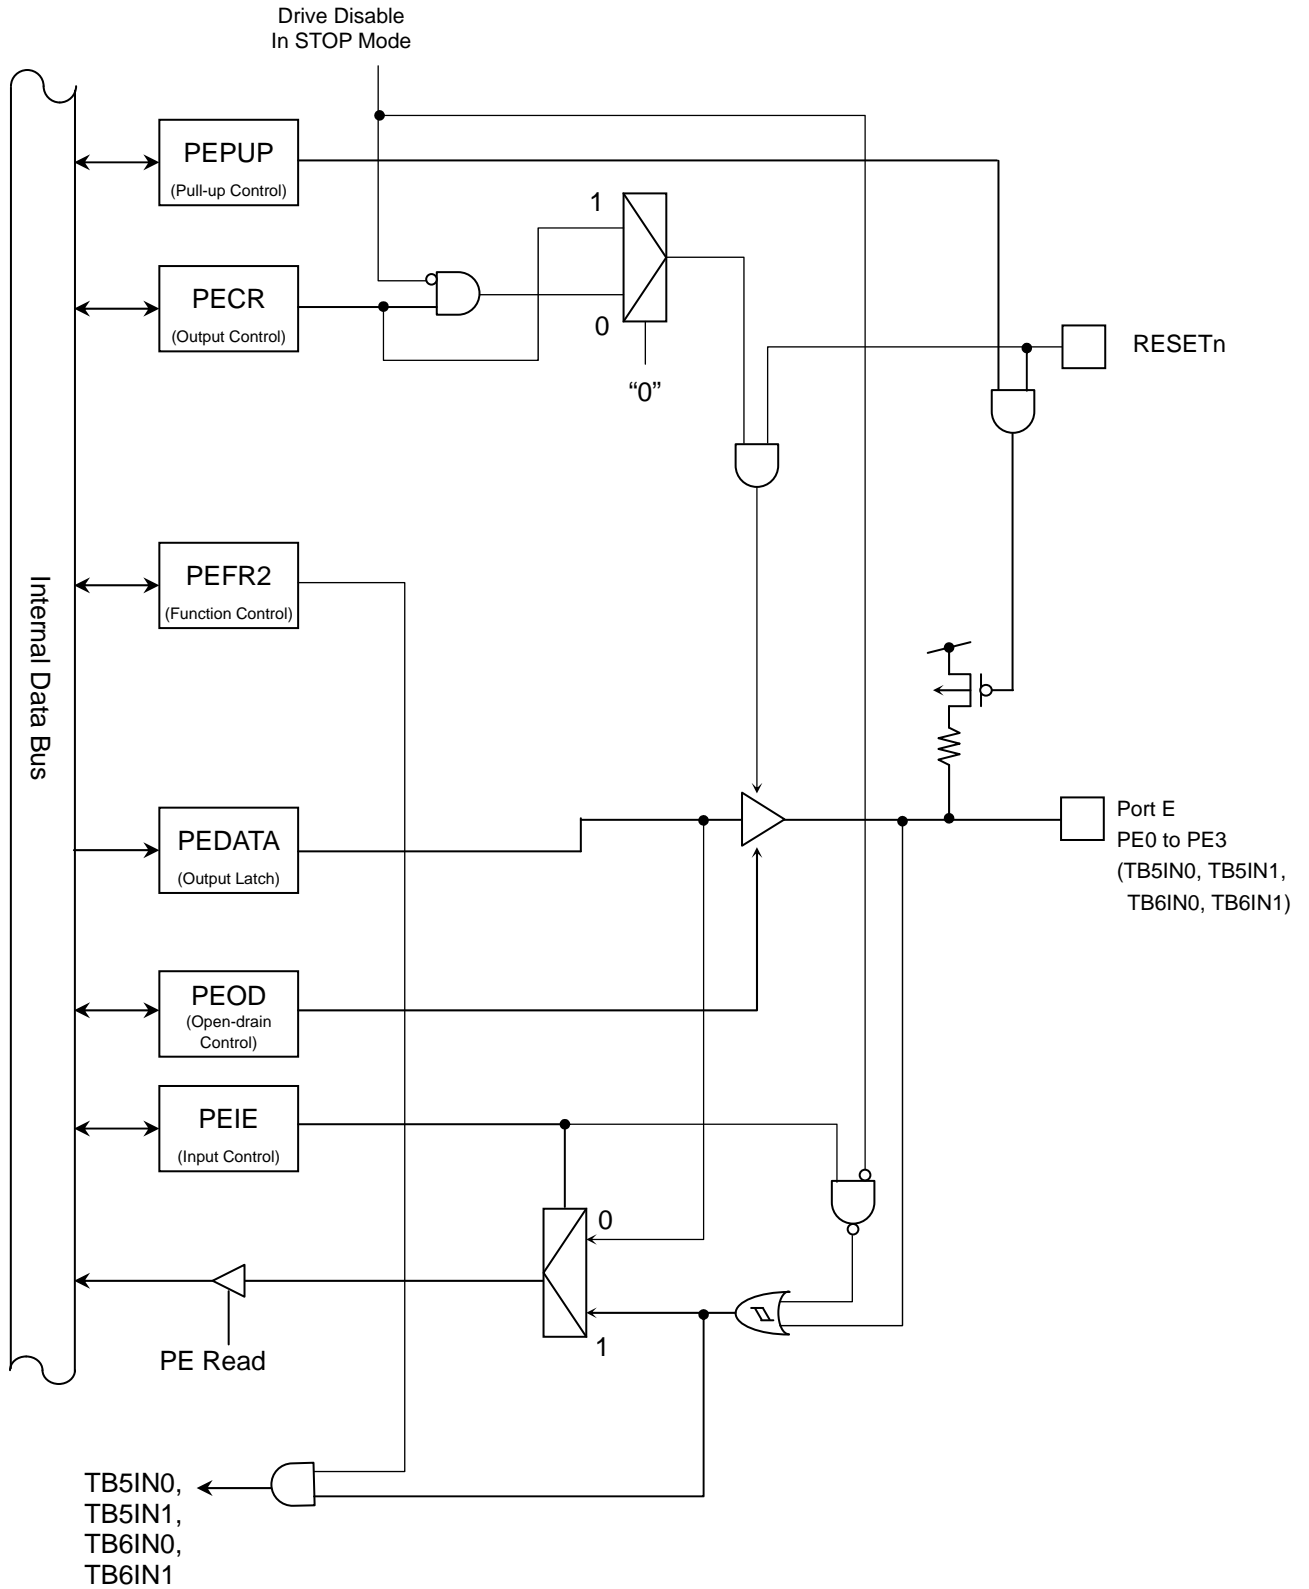 Drive Disable
In STOP Mode
PEPUP
(Pull-up Control)
1
PECR
(Output Control)
0
"0"
RESETn
Internal Data Bus
PEFR2
(Function Control)
PEDATA
(Output Latch)
Port E
PE0 to PE3
(TB5IN0, TB5IN1,
TB6IN0, TB6IN1)
PEOD
(Open-drain
Control)
PEIE
(Input Control)
0
1
PE Read
TB5IN0,
TB5IN1,
TB6IN0,
TB6IN1